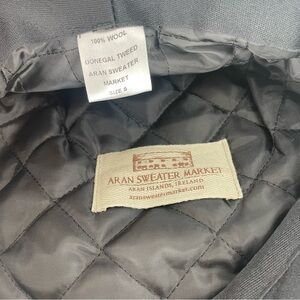 100% WOOL
DONEGAL TWEED
ARAN SWEATER
MARKET
SIZE S
ARAN SWEATER MARKET
ARAN ISLANDS, IRELAND
aransweatermarket.com